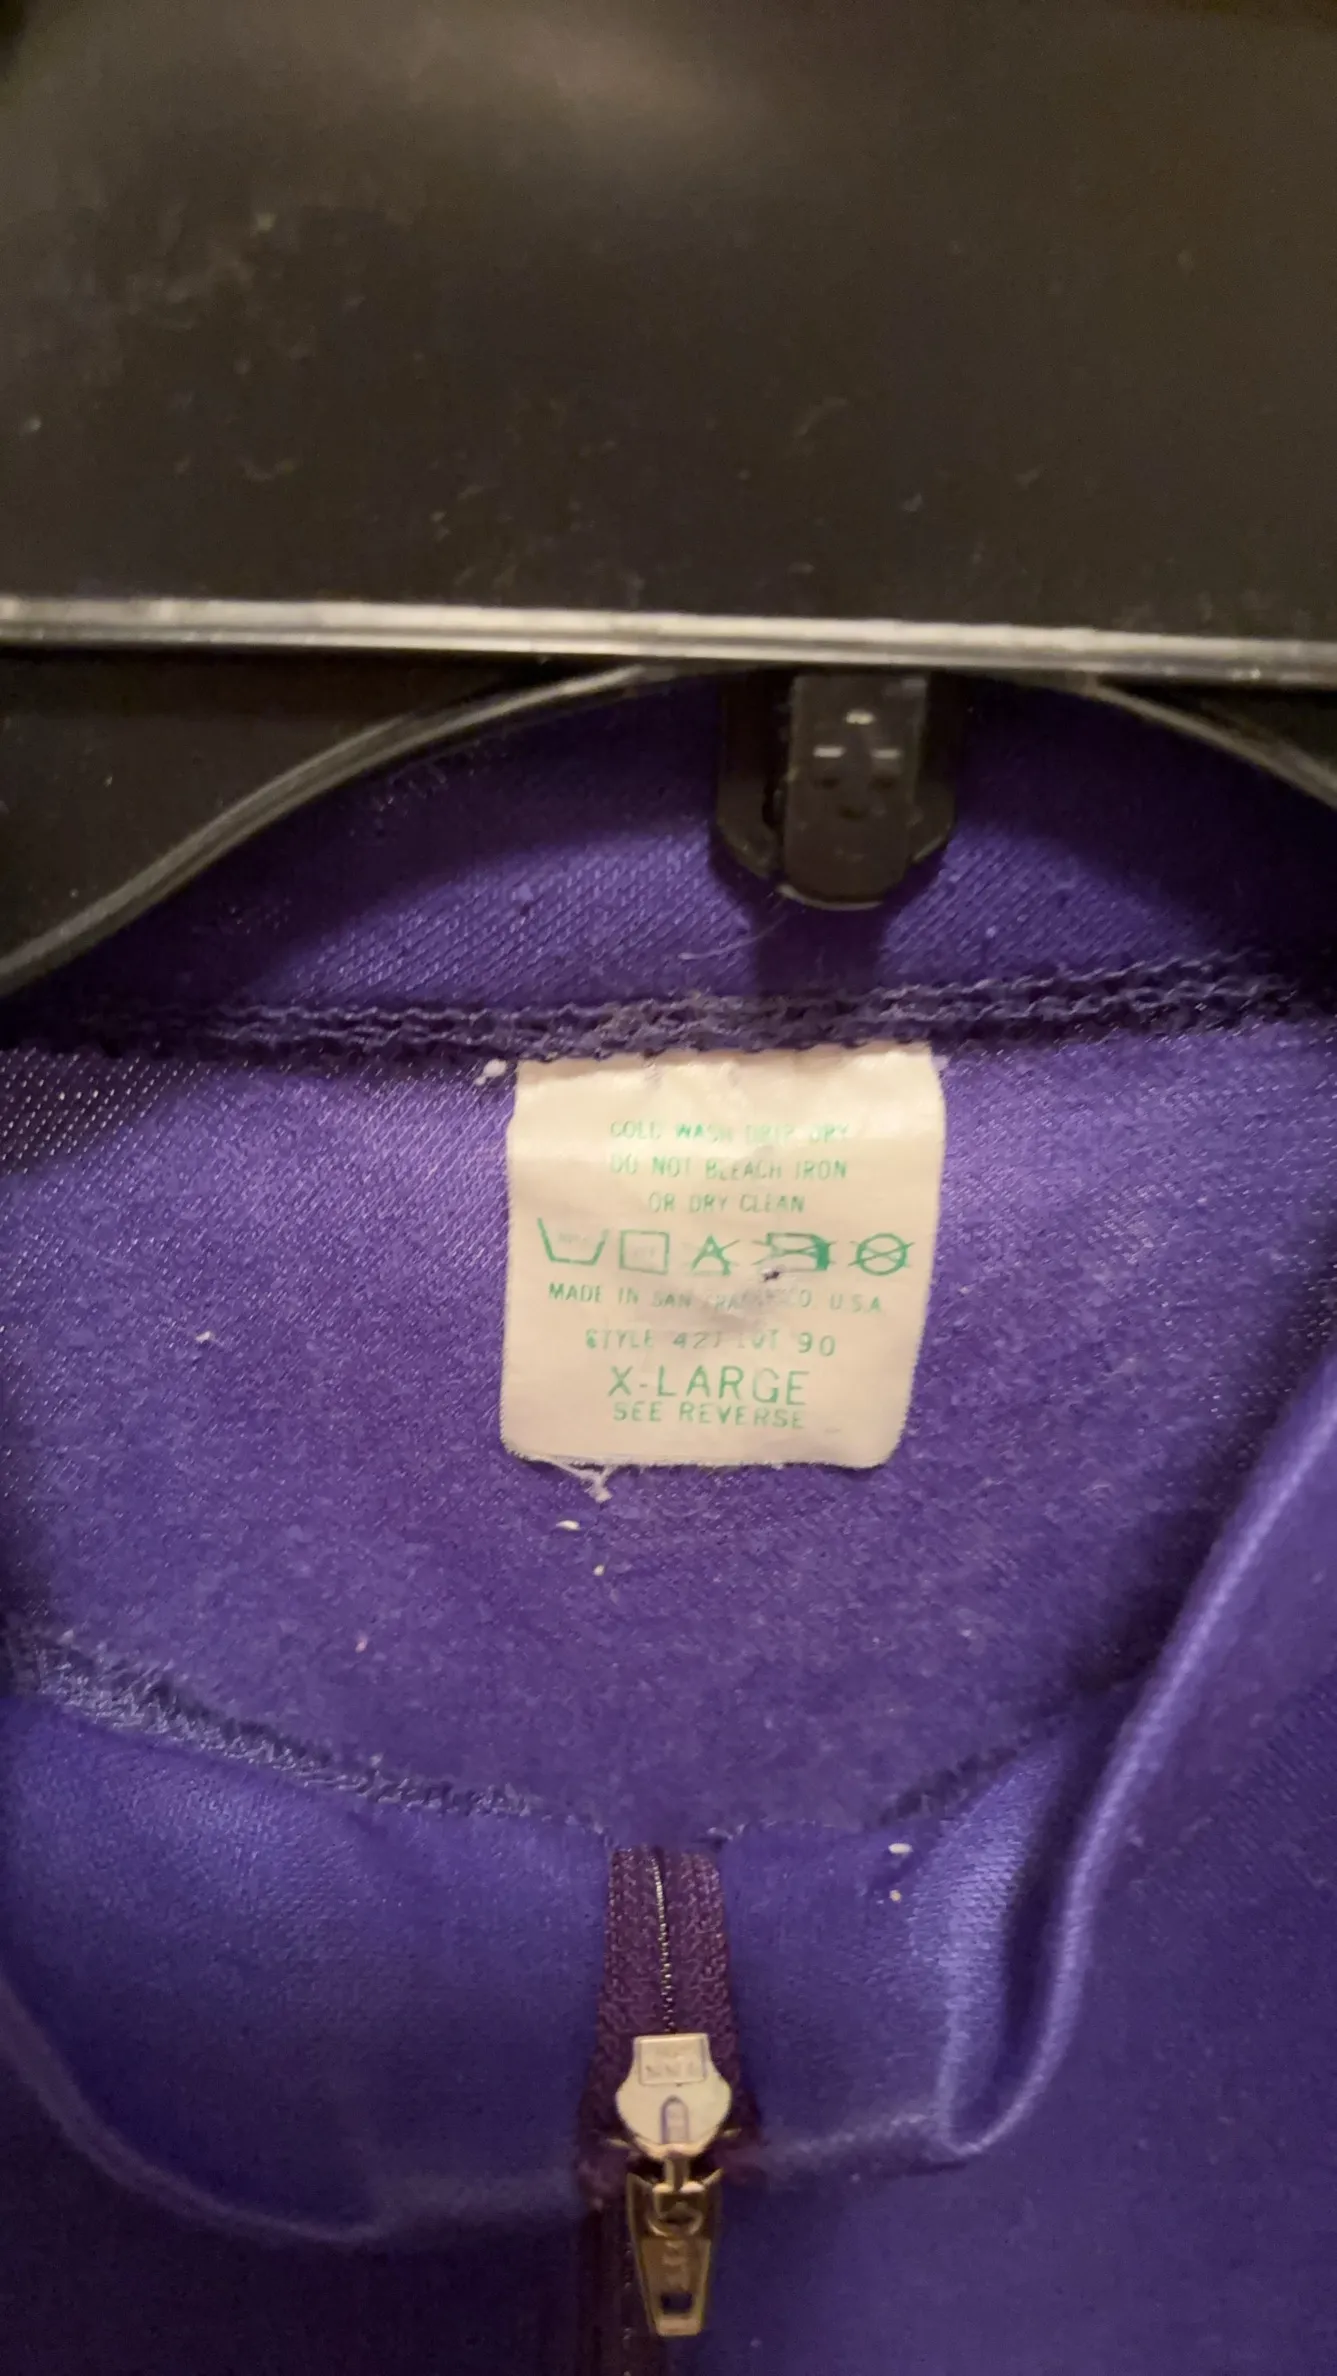 COLD WASH DRIP DRY
DO NOT BLEACH IRON
OR DRY CLEAN
MADE IN SAN FRANCISCO U.S.A
STYLE 427 LOT 90
X-LARGE
SEE REVERSE